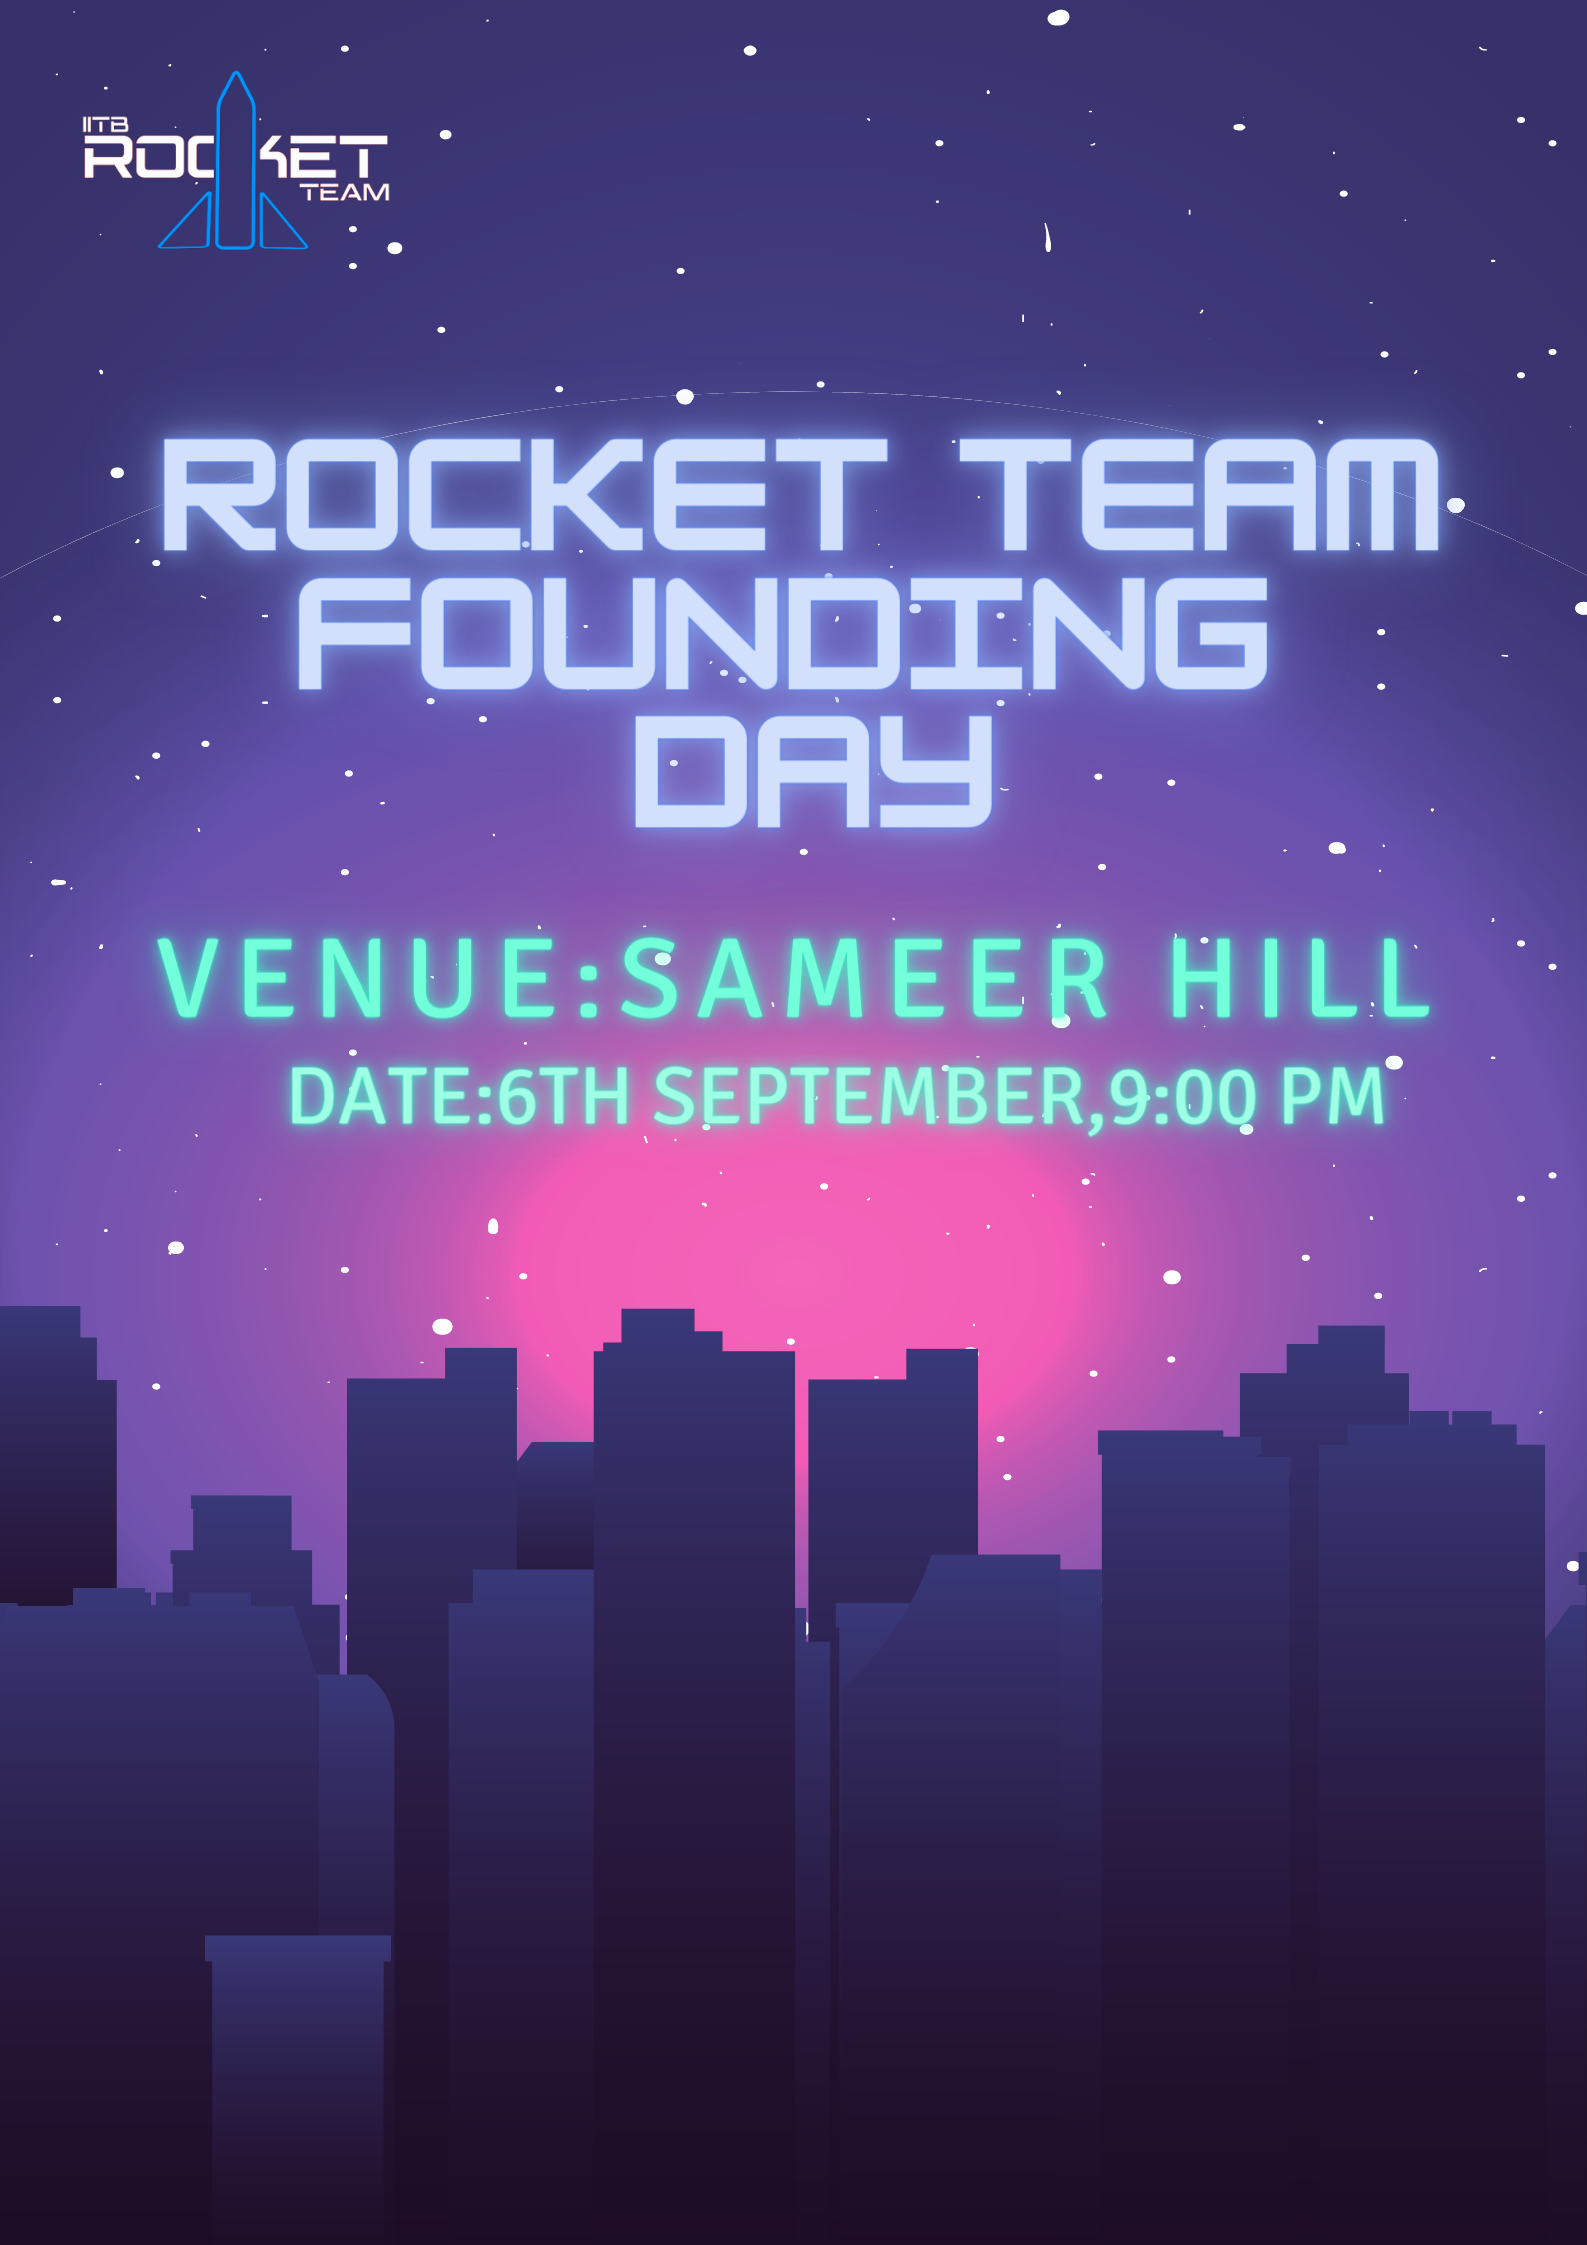 IITB
ROCKET
TEAM
ROCKET TEAM
FOUNDING
DAY
VENUE:SAMEER HILL
DATE:6TH SEPTEMBER,9:00 PM